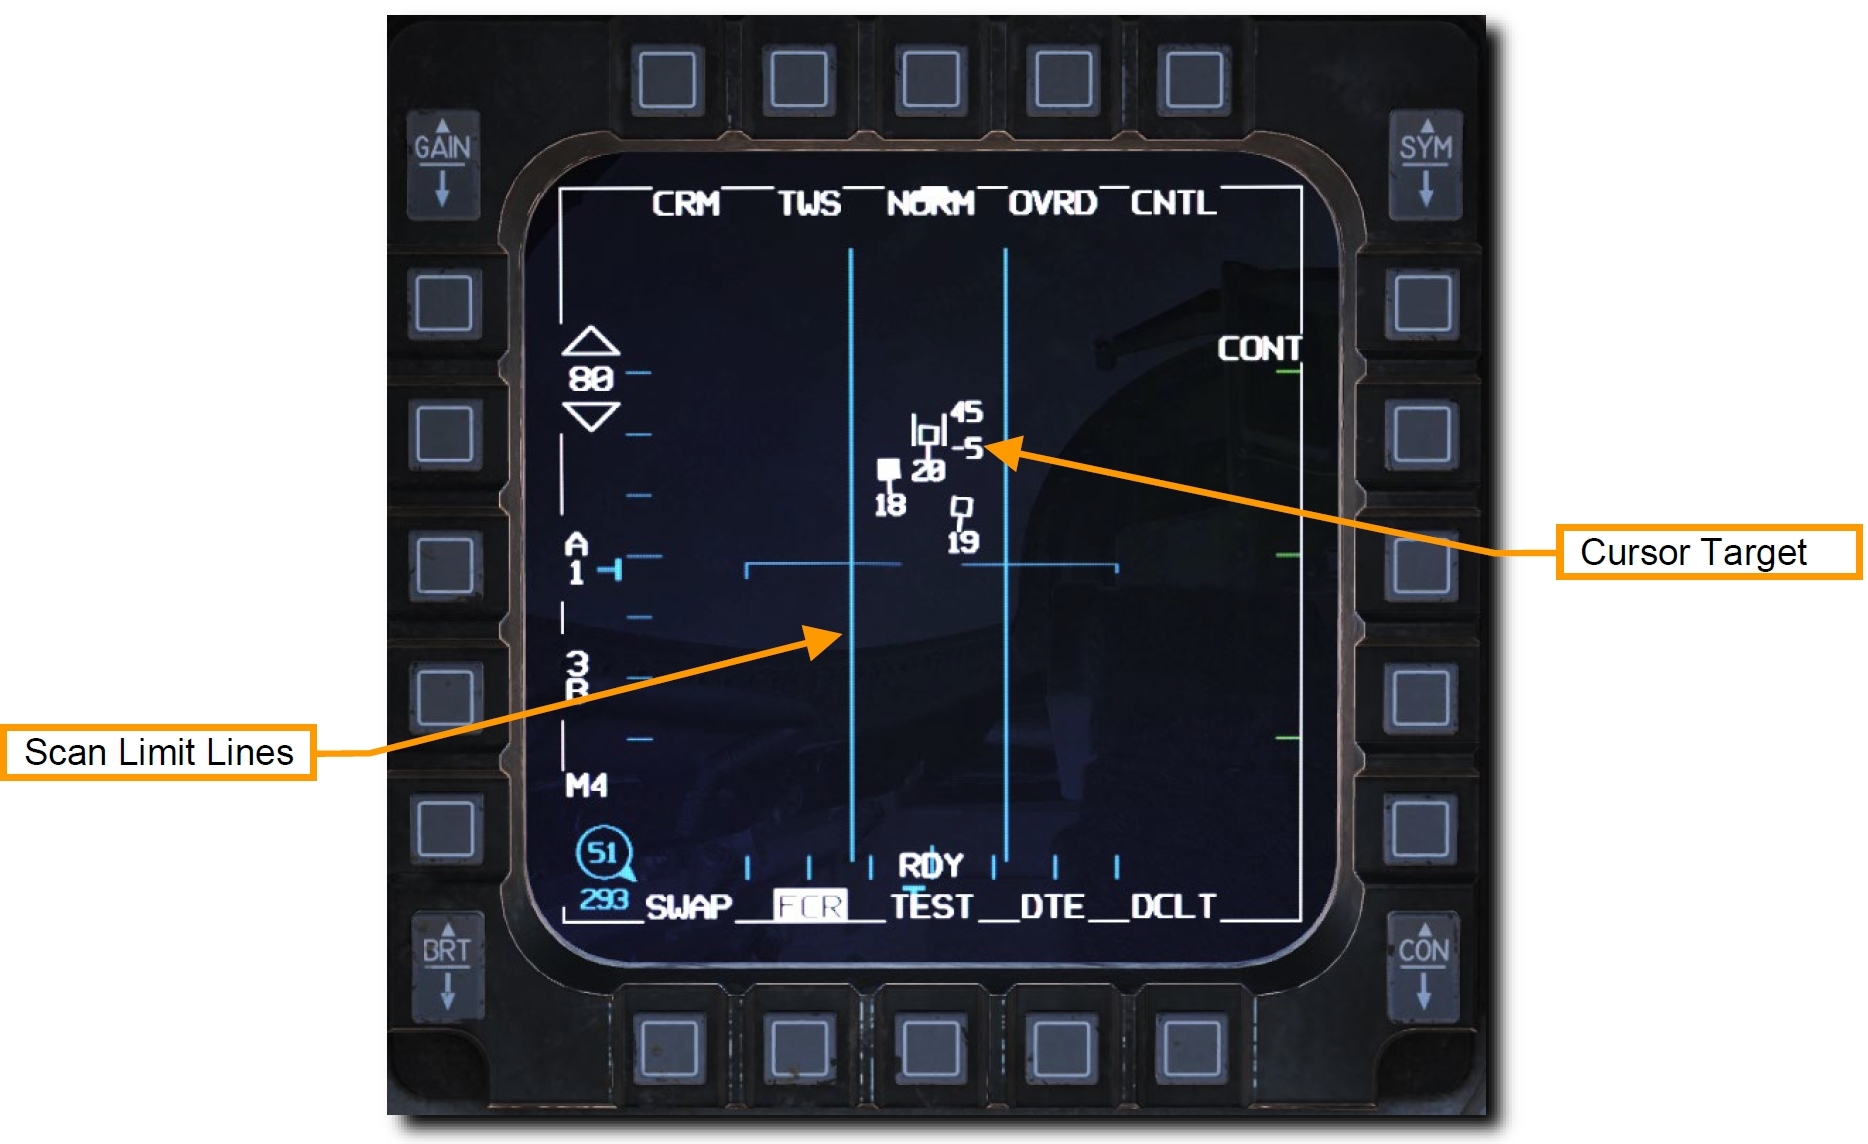 GAIN
SYM
CRM TWS NORM OVRD CNTL
CONT
80
45
-5
20
18
19
A
1
Cursor Target
3
B
Scan Limit Lines
M4
51
RDY
293
SWAP FCR TEST DTE DCLT
BRT
CON